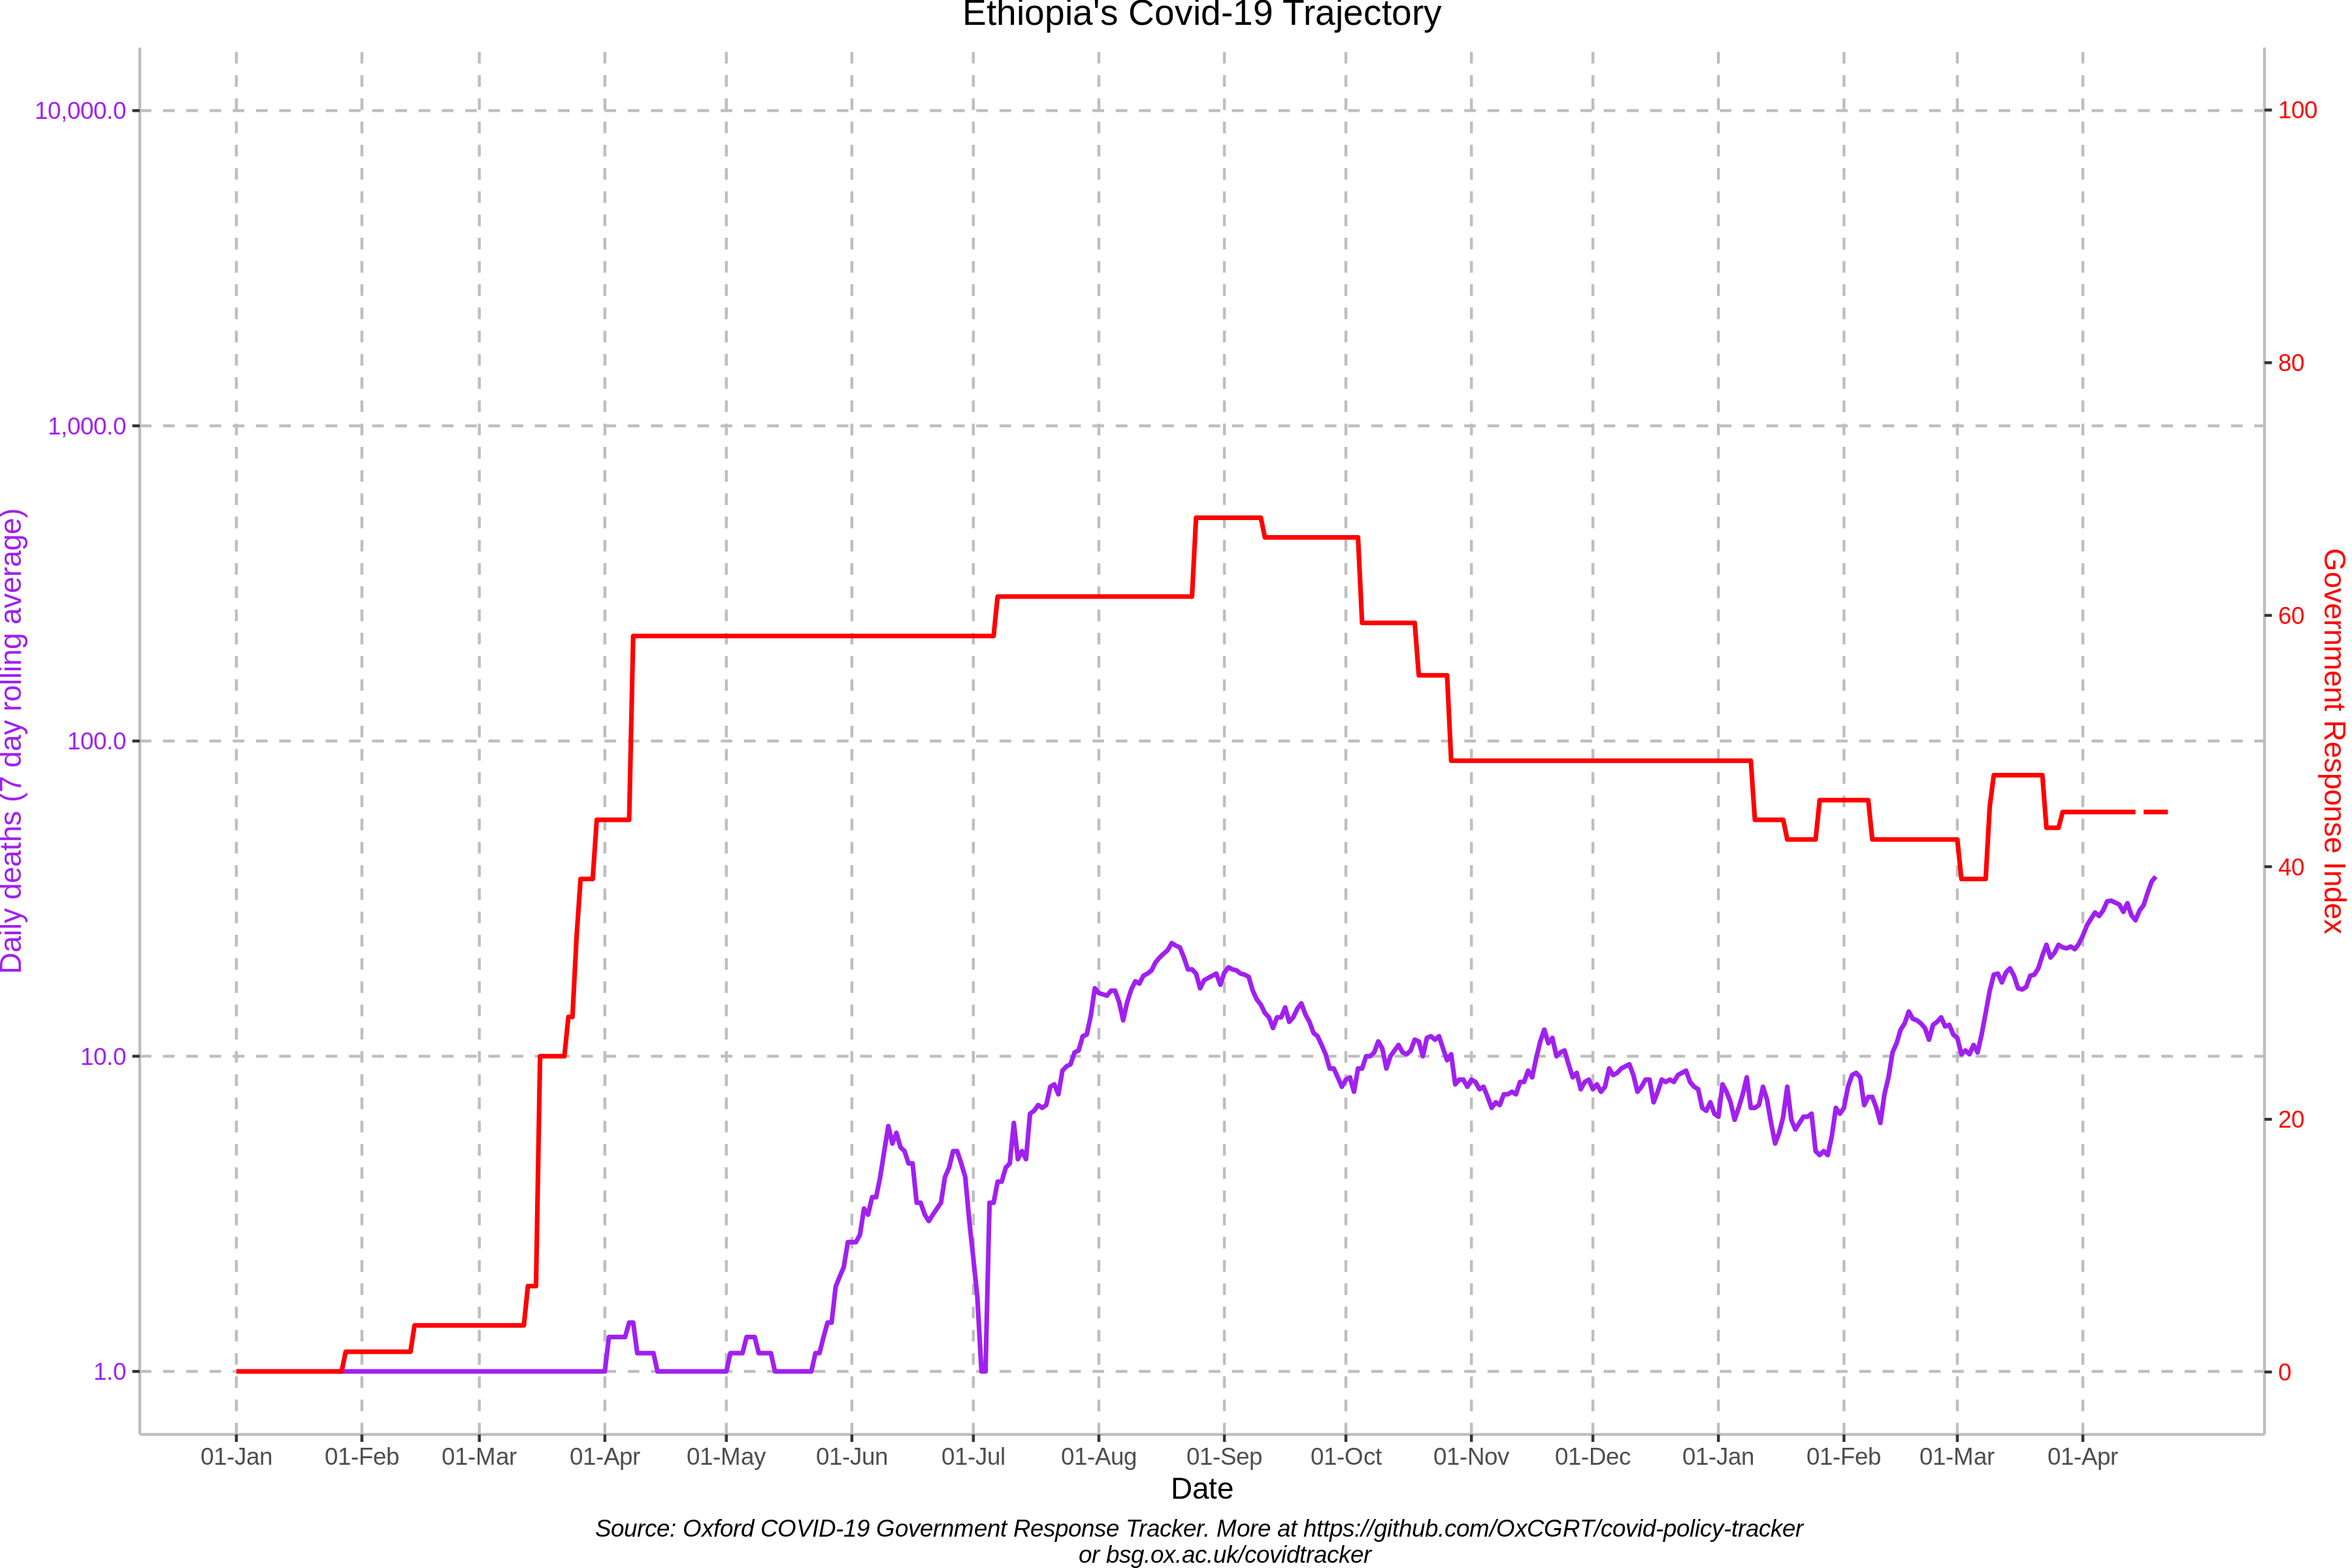 Ethiopia's Covid-19 Trajectory
10,000.0
1,000.0
100.0
10.0
1.0
Daily deaths (7 day rolling average)
100
80
60
40
20
0
Government Response Index
01-Jan 01-Feb 01-Mar 01-Apr 01-May 01-Jun 01-Jul 01-Aug 01-Sep 01-Oct 01-Nov 01-Dec 01-Jan 01-Feb 01-Mar 01-Apr
Date
Source: Oxford COVID-19 Government Response Tracker. More at https://github.com/OxCGRT/covid-policy-tracker
or bsg.ox.ac.uk/covidtracker